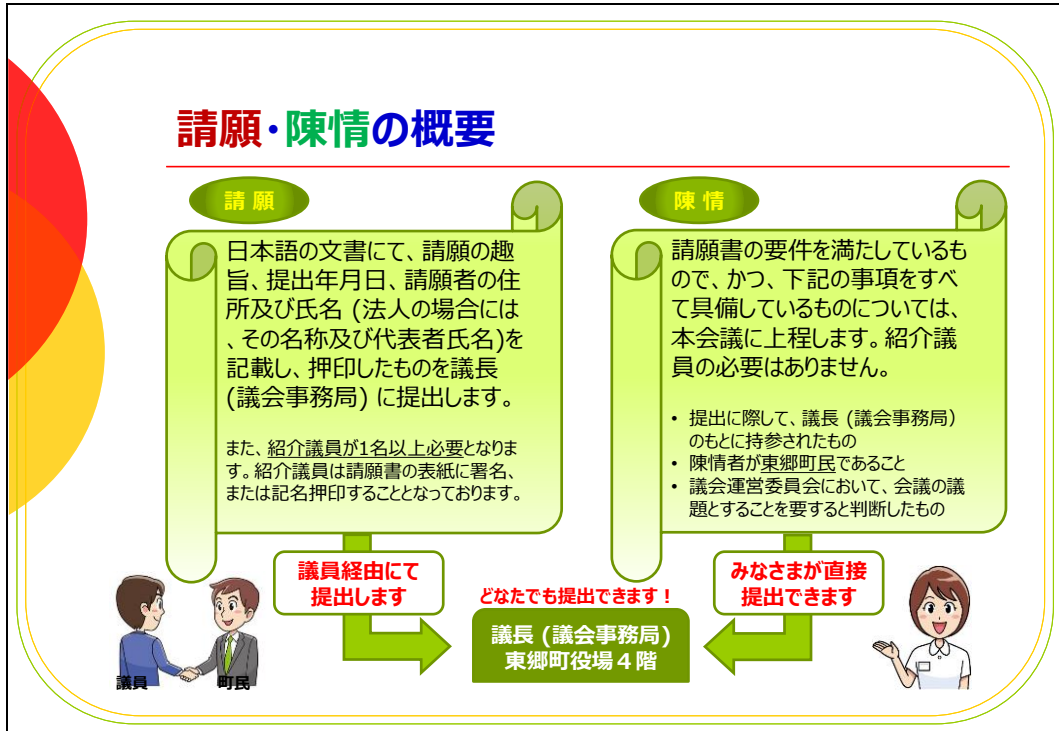 請願・陳情の概要
請 願
日本語の文書にて、請願の趣
旨、提出年月日、請願者の住
所及び氏名 (法人の場合には
、その名称及び代表者氏名)を
記載し、押印したものを議長
(議会事務局) に提出します。
また、紹介議員が1名以上必要となりま
す。紹介議員は請願書の表紙に署名、
または記名押印することとなっております。
議員経由にて
提出します
議員
町民
陳 情
請願書の要件を満たしているも
ので、かつ、下記の事項をすべ
て具備しているものについては、
本会議に上程します。紹介議
員の必要はありません。
• 提出に際して、議長 (議会事務局)
のもとに持参されたもの
• 陳情者が東郷町民であること
• 議会運営委員会において、会議の議
題とすることを要すると判断したもの
みなさまが直接
提出できます
どなたでも提出できます！
議長 (議会事務局)
東郷町役場４階